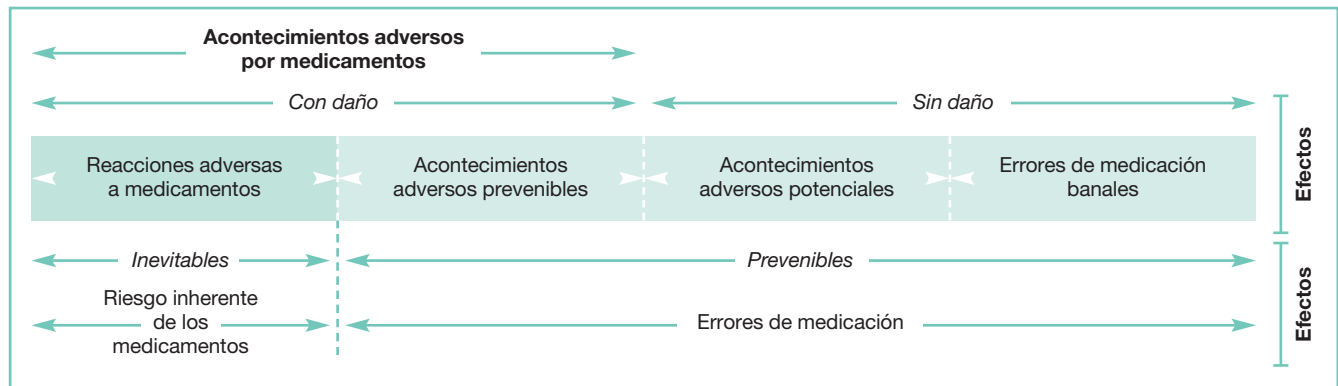 Acontecimientos adversos
por medicamentos
Con daño
Sin daño
Reacciones adversas
a medicamentos
Acontecimientos
adversos prevenibles
Acontecimientos
adversos potenciales
Errores de medicación
banales
Efectos
Inevitables
Prevenibles
Riesgo inherente
de los
medicamentos
Errores de medicación
Efectos